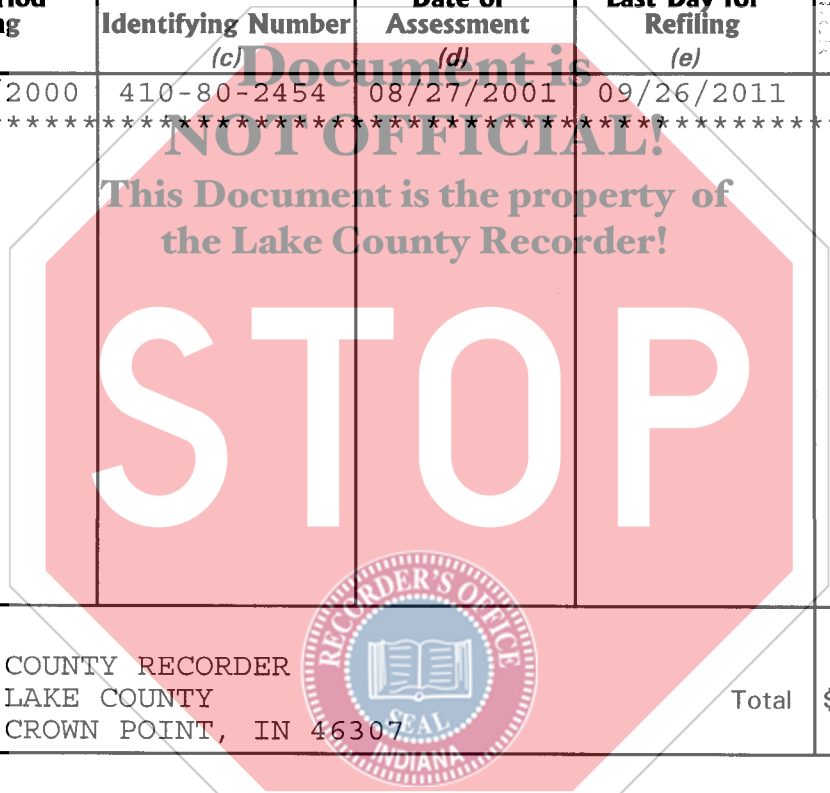 Date of Last Day for
Identifying Number Assessment Refiling
(c) (d) (e)
2000 410-80-2454 08/27/2001 09/26/2011
Document is
NOT OFFICIAL!
This Document is the property of
the Lake County Recorder!
STOP
RECORDER'S OFFICE
SEAL
INDIANA
COUNTY RECORDER
LAKE COUNTY
CROWN POINT, IN 46307
Total $